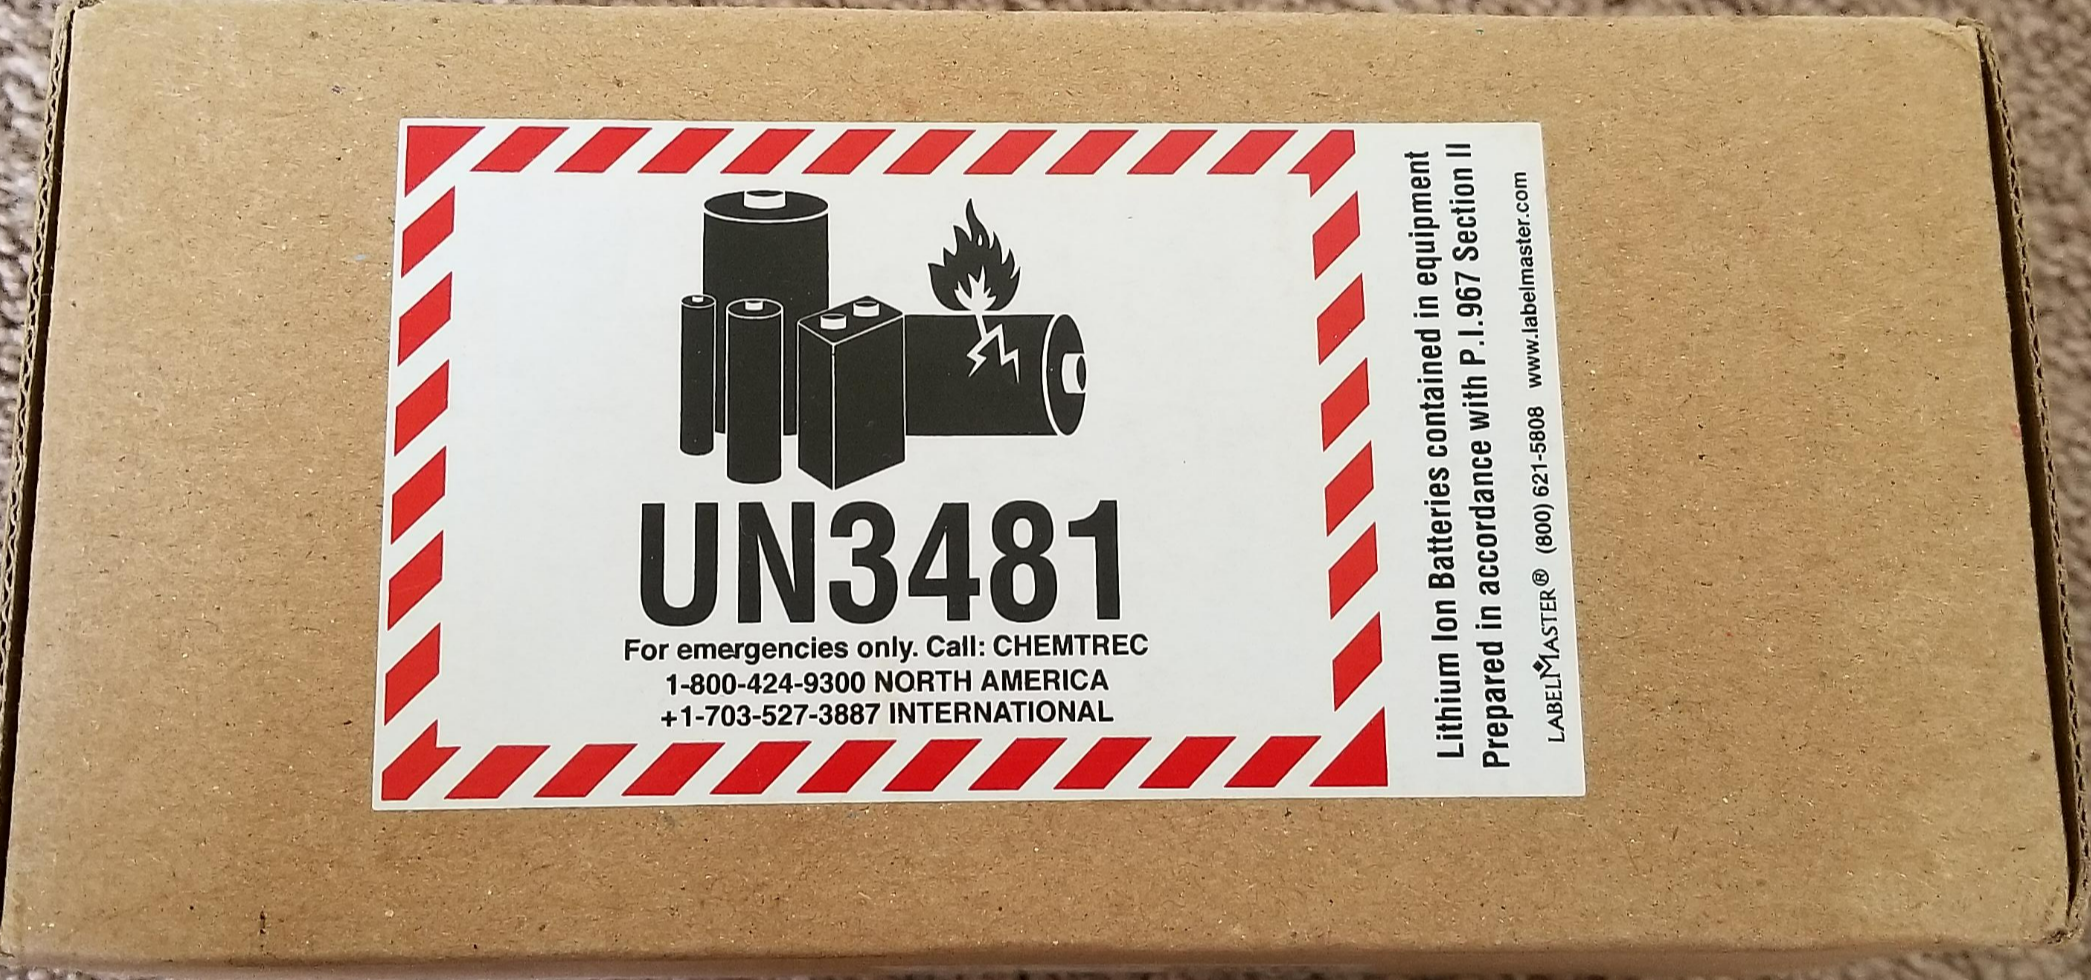 UN3481
For emergencies only. Call: CHEMTREC
1-800-424-9300 NORTH AMERICA
+1-703-527-3887 INTERNATIONAL
Lithium Ion Batteries contained in equipment
Prepared in accordance with P.I.967 Section II
LABELMASTER® (800) 621-5808 www.labelmaster.com